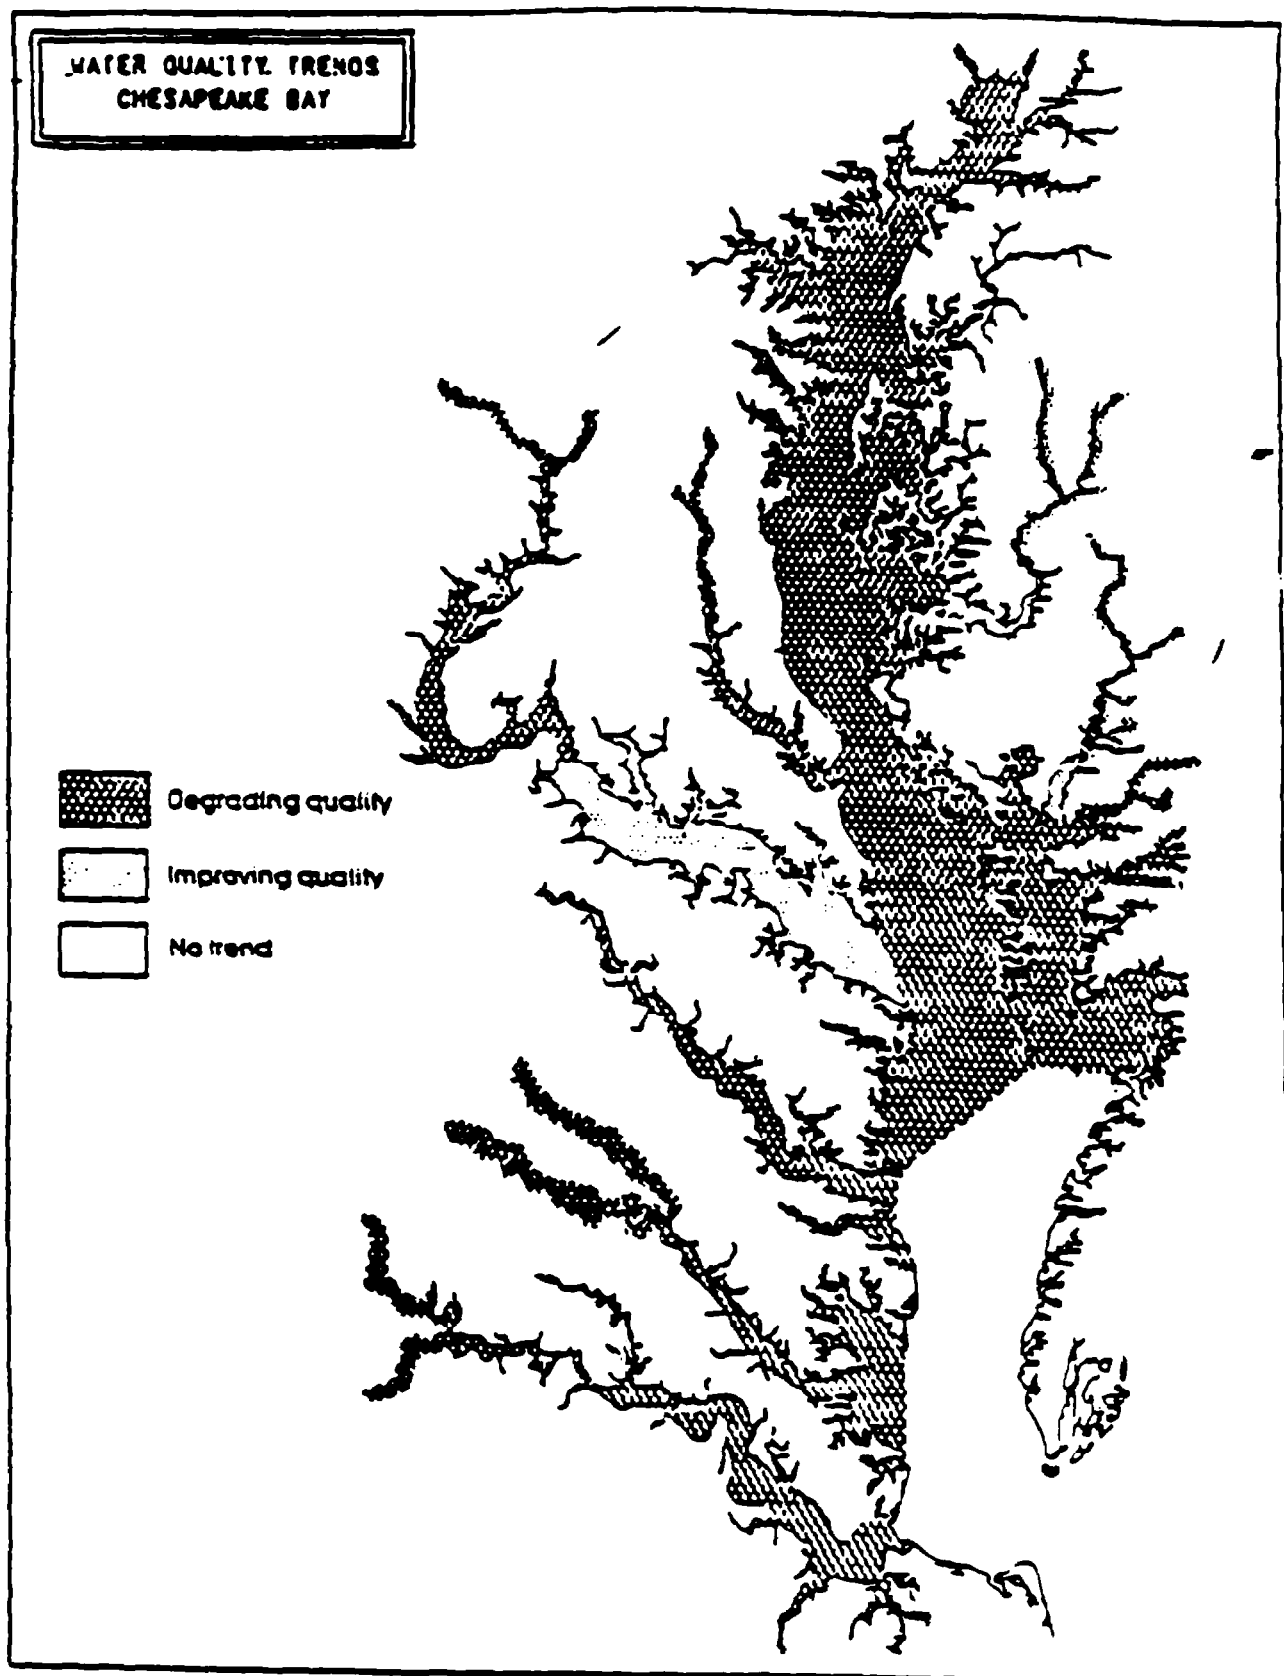 WATER QUALITY TRENDS
CHESAPEAKE BAY
Degrading quality
Improving quality
No trend